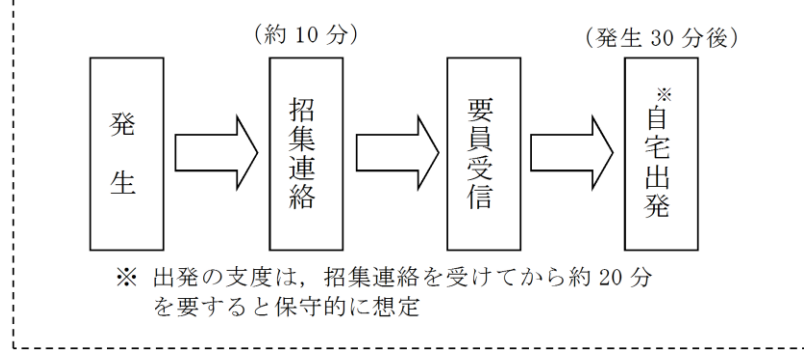 (約 10 分)
(発生 30 分後)
発生
招集連絡
要員受信
※自宅出発
※ 出発の支度は，招集連絡を受けてから約 20 分
を要すると保守的に想定